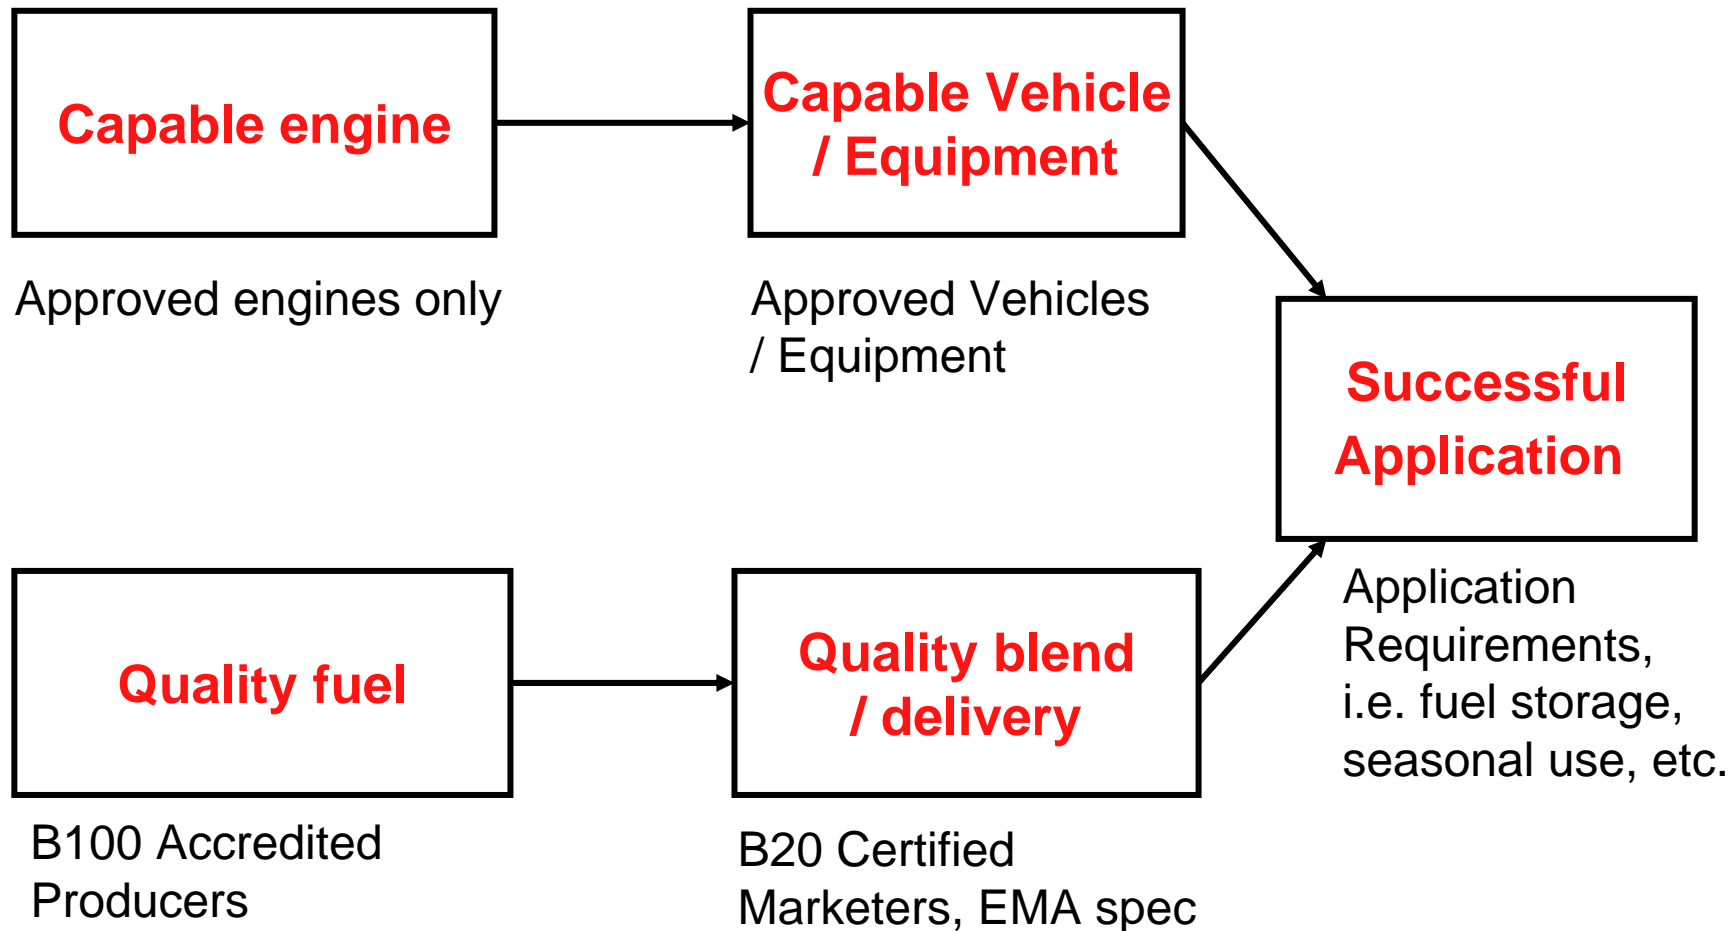 Capable engine
Approved engines only
Capable Vehicle
/ Equipment
Approved Vehicles
/ Equipment
Successful
Application
Application
Requirements,
i.e. fuel storage,
seasonal use, etc.
Quality fuel
B100 Accredited
Producers
Quality blend
/ delivery
B20 Certified
Marketers, EMA spec